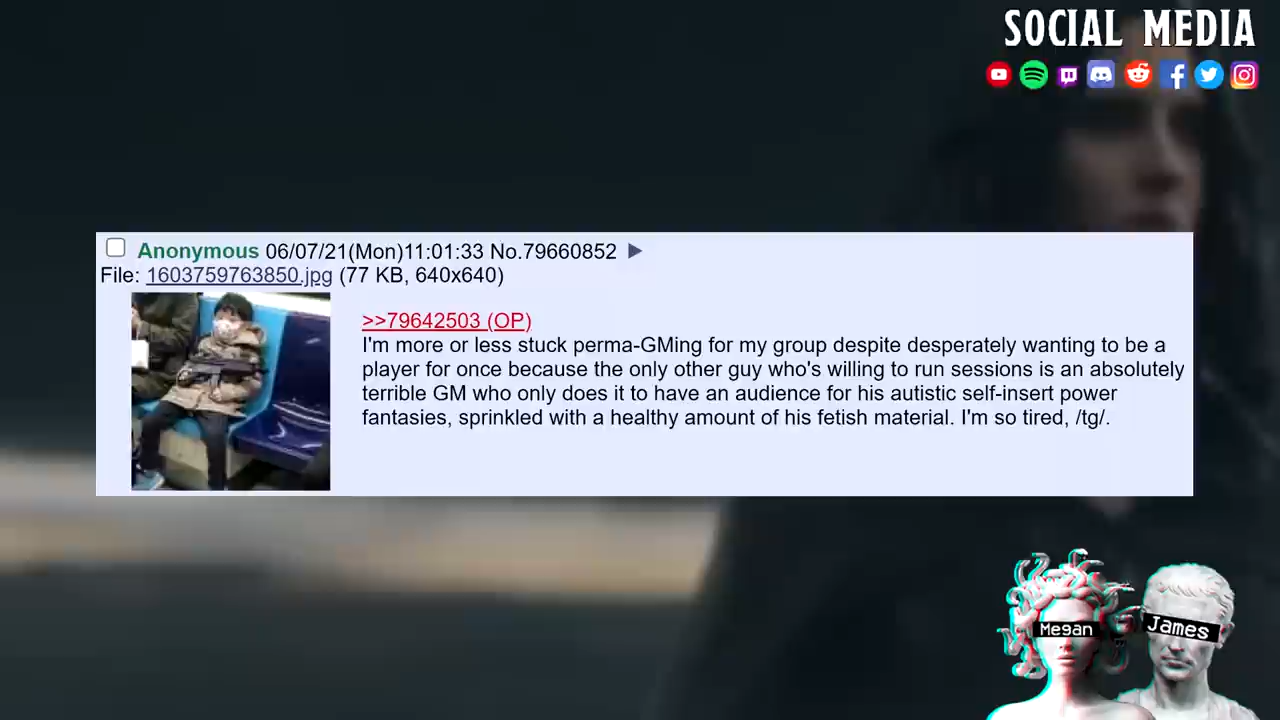 SOCIAL MEDIA
Anonymous 06/07/21(Mon)11:01:33 No.79660852
File: 1603759763850.jpg (77 KB, 640x640)
>>79642503 (OP)
I'm more or less stuck perma-GMing for my group despite desperately wanting to be a
player for once because the only other guy who's willing to run sessions is an absolutely
terrible GM who only does it to have an audience for his autistic self-insert power
fantasies, sprinkled with a healthy amount of his fetish material. I'm so tired, /tg/.
Megan
James